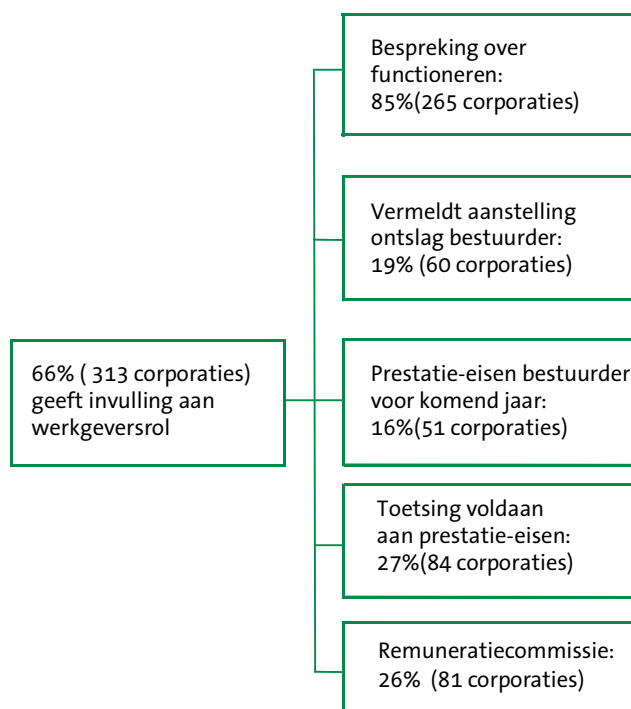 Bespreking over
functioneren:
85%(265 corporaties)
Vermeldt aanstelling
ontslag bestuurder:
19% (60 corporaties)
66% ( 313 corporaties)
geeft invulling aan
werkgeversrol
Prestatie-eisen bestuurder
voor komend jaar:
16%(51 corporaties)
Toetsing voldaan
aan prestatie-eisen:
27%(84 corporaties)
Remuneratiecommissie:
26% (81 corporaties)